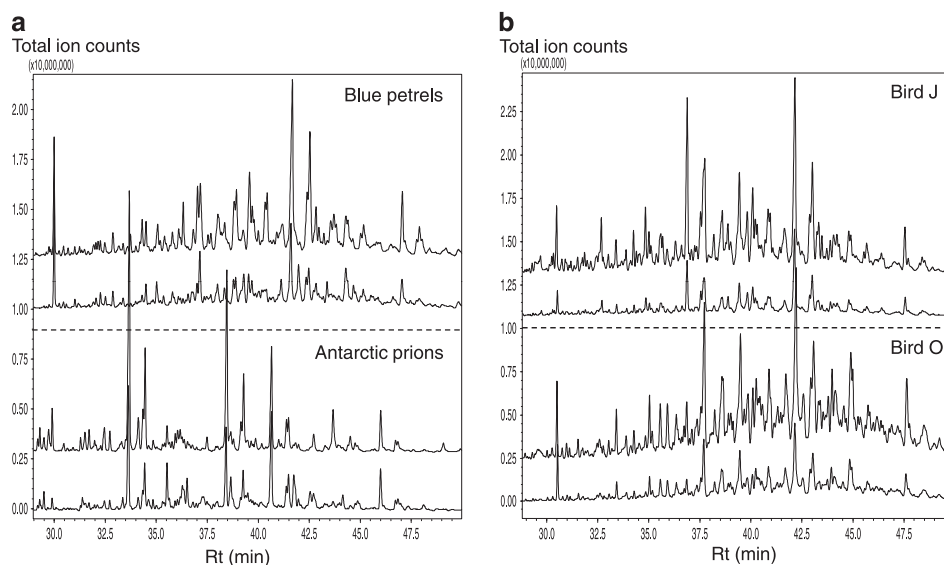 a
Total ion counts
(x10,000,000)
Blue petrels
2.00
1.75
1.50
1.25
1.00
Antarctic prions
0.75
0.50
0.25
0.00
30.0 32.5 35.0 37.5 40.0 42.5 45.0 47.5
Rt (min)
b
Total ion counts
(x10,000,000)
Bird J
2.25
2.00
1.75
1.50
1.25
1.00
Bird O
0.75
0.50
0.25
0.00
30.0 32.5 35.0 37.5 40.0 42.5 45.0 47.5
Rt (min)